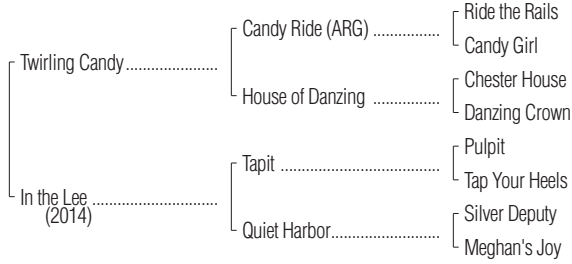 Ride the Rails
Candy Ride (ARG) ................
Candy Girl
Twirling Candy ......................
Chester House
House of Danzing ................
Danzing Crown
Pulpit
Tapit ......................................
Tap Your Heels
In the Lee ..............................
(2014)
Silver Deputy
Quiet Harbor..........................
Meghan's Joy